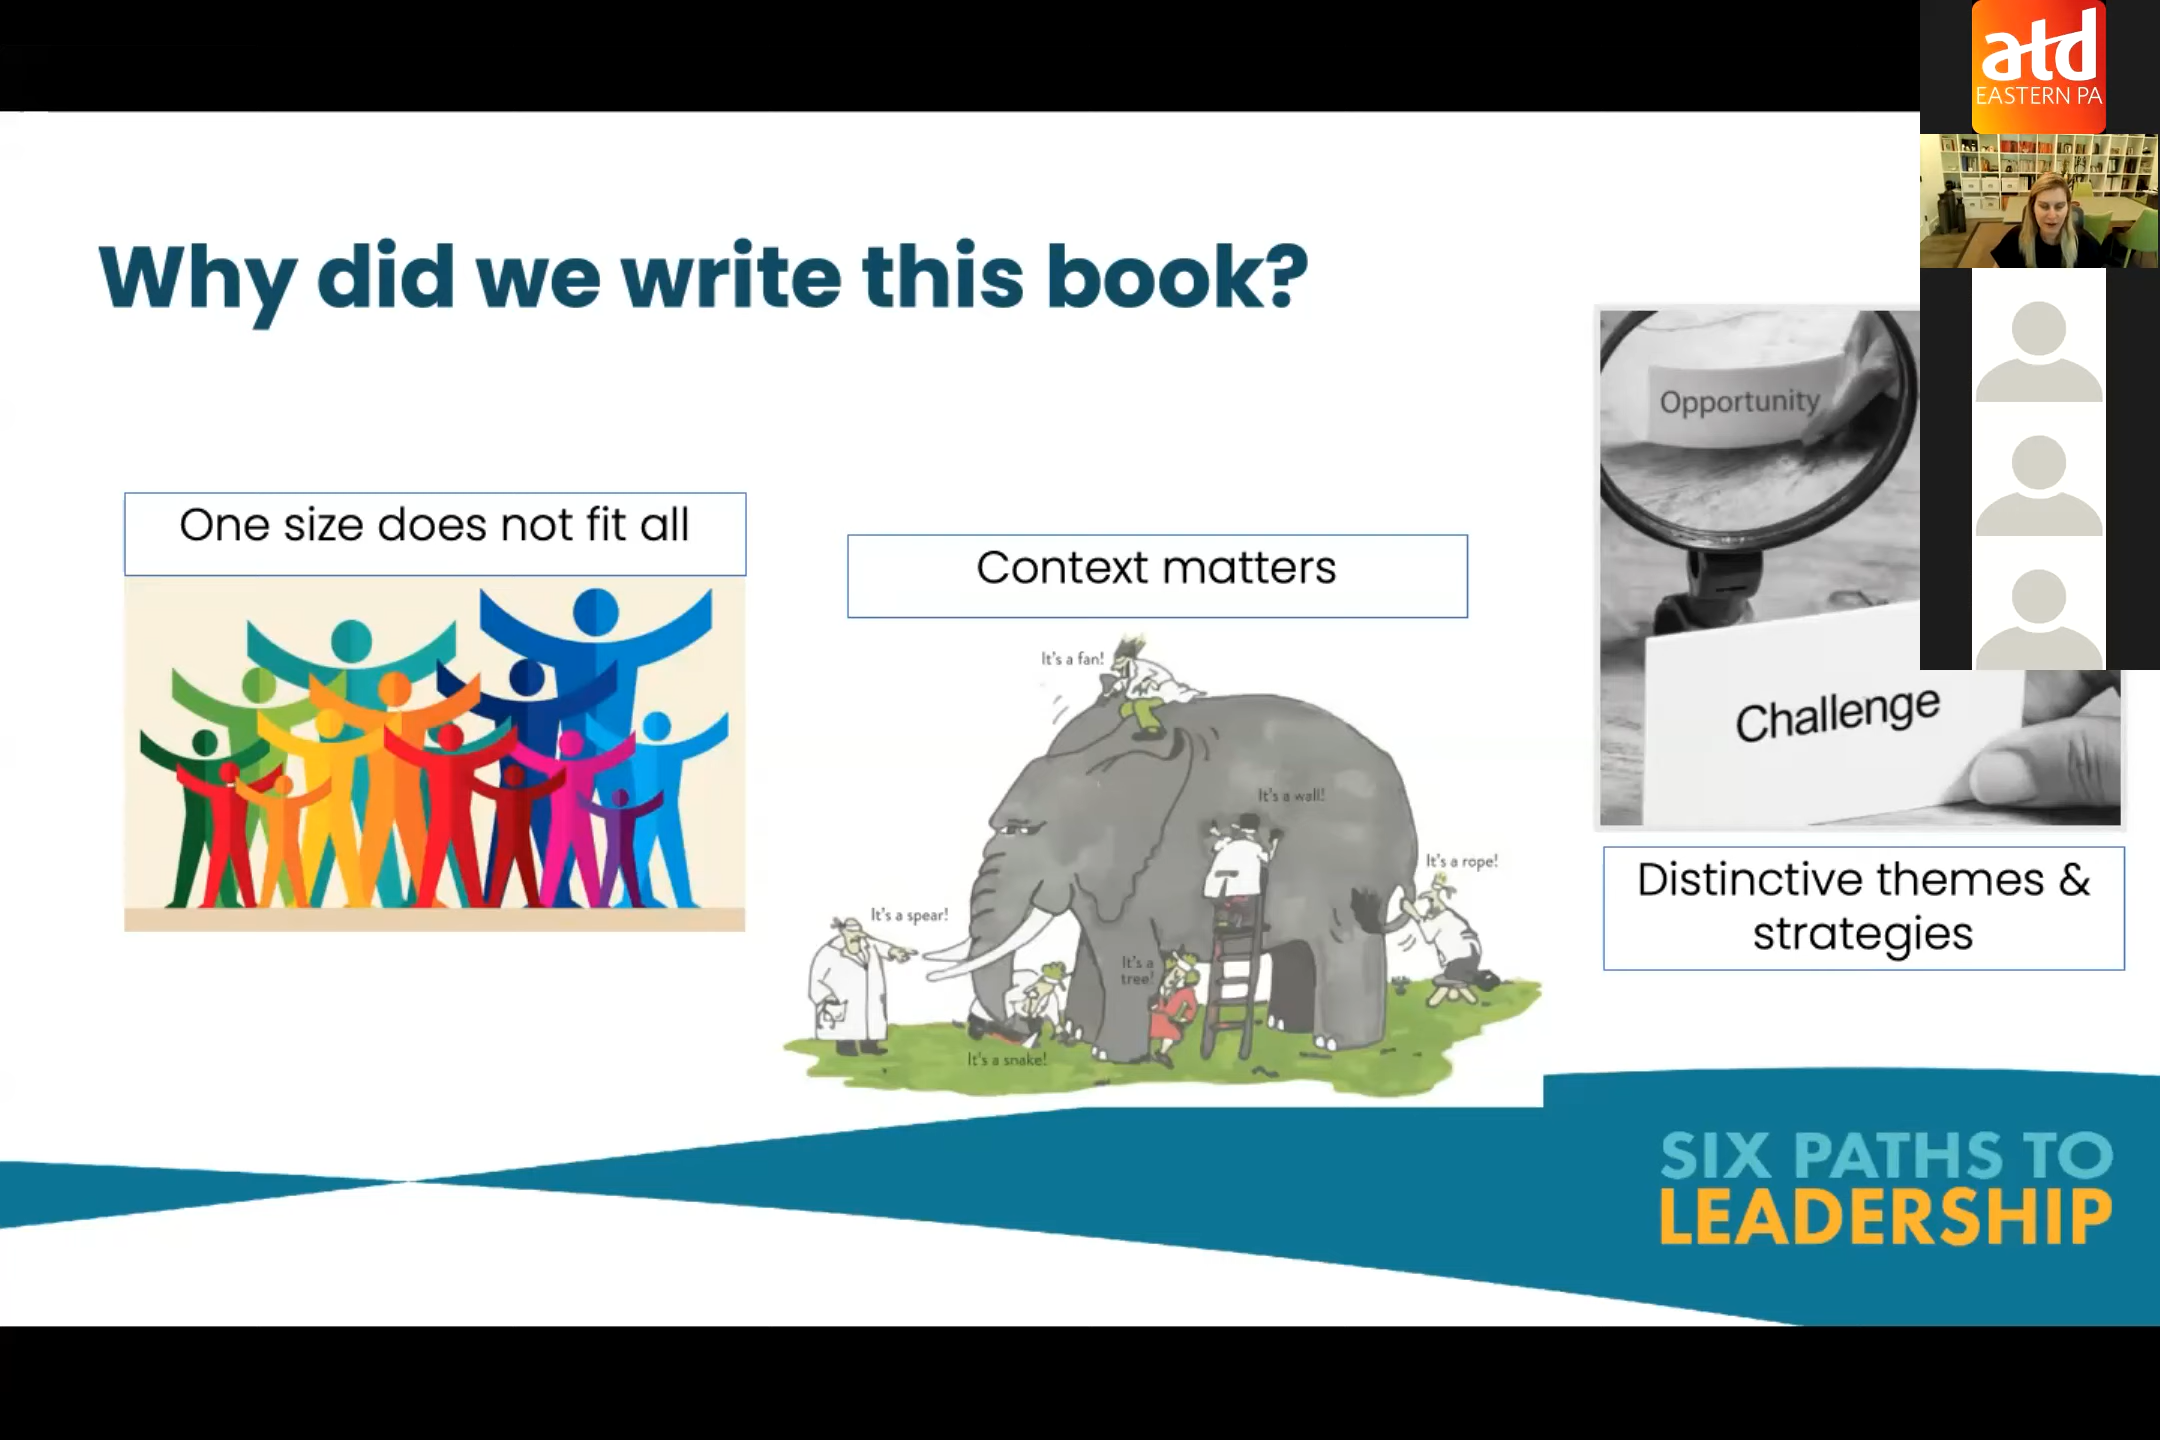 atd
EASTERN PA
Why did we write this book?
One size does not fit all
Context matters
It's a fan!
It's a wall!
It's a rope!
It's a spear!
It's a
tree!
It's a snake!
Opportunity
Challenge
Distinctive themes &
strategies
SIX PATHS TO
LEADERSHIP